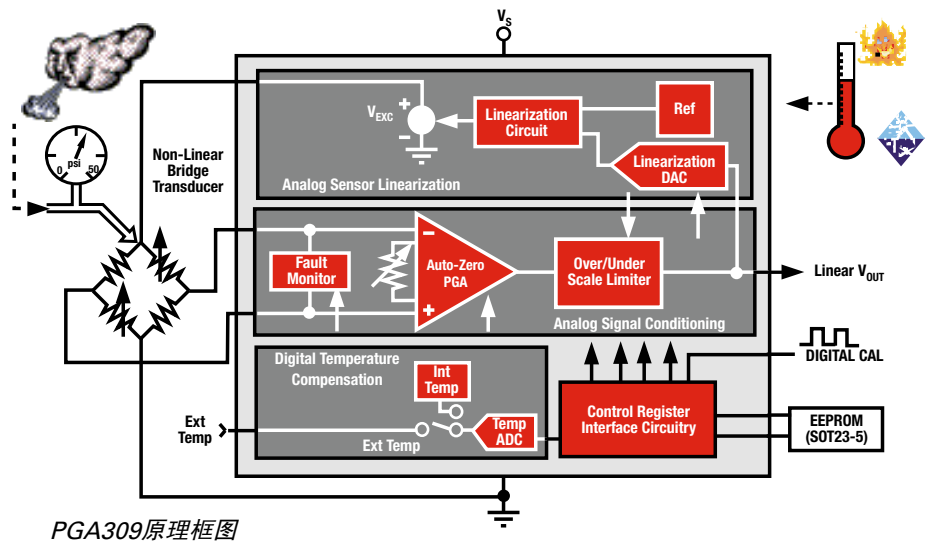 V_S
psi
0 50
Non-Linear
Bridge
Transducer
V_EXC
+
−
Linearization
Circuit
Ref
Linearization
DAC
Analog Sensor Linearization
Fault
Monitor
−
+
Auto-Zero
PGA
Over/Under
Scale Limiter
Linear V_OUT
Analog Signal Conditioning
DIGITAL CAL
Digital Temperature
Compensation
Int
Temp
Ext
Temp
Ext Temp
Temp
ADC
Control Register
Interface Circuitry
EEPROM
(SOT23-5)
PGA309原理框图